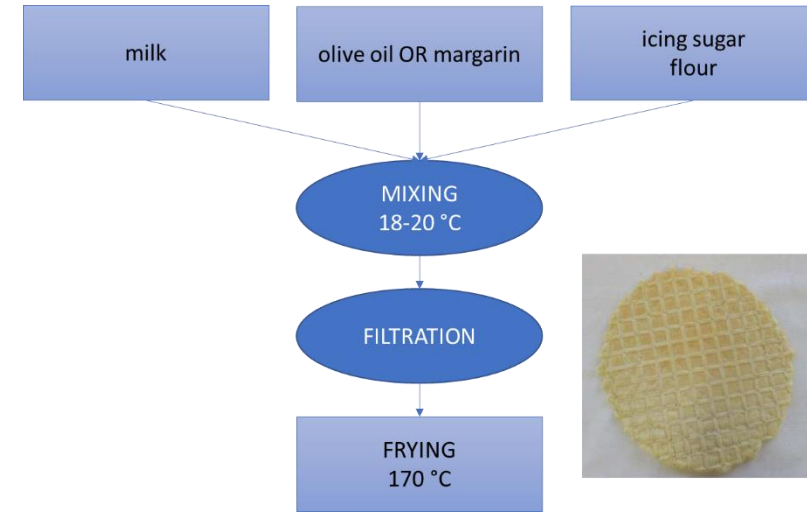 milk
olive oil OR margarin
icing sugar
flour
MIXING
18-20 °C
FILTRATION
FRYING
170 °C